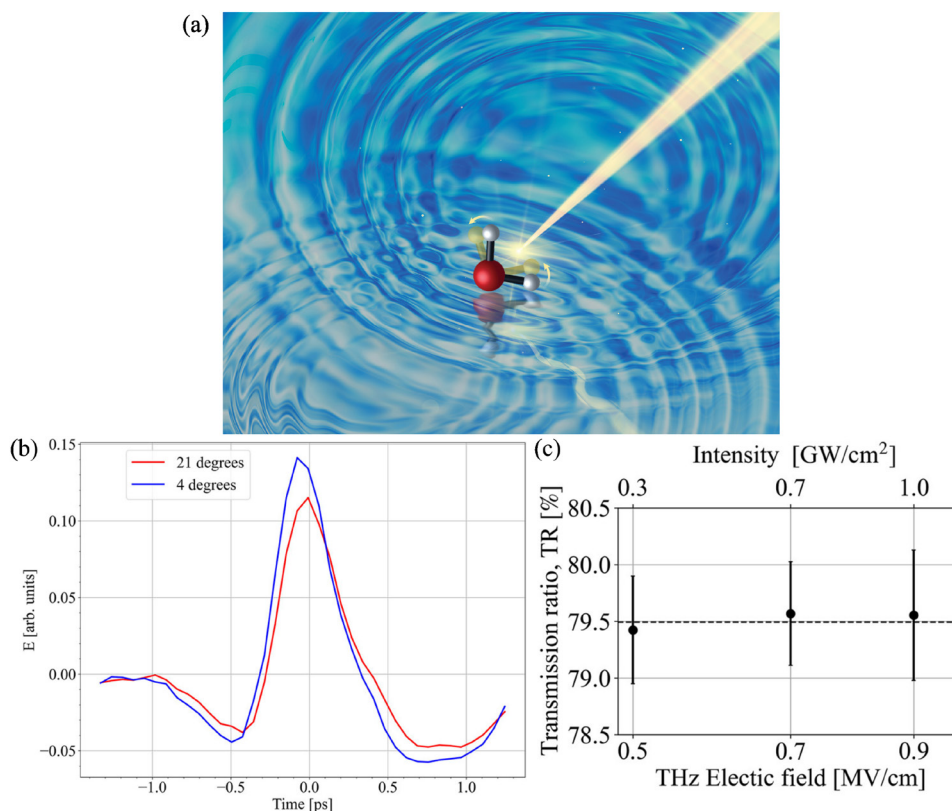 (a)
(b)
0.15
0.10
0.05
0.00
−0.05
E [arb. units]
21 degrees
4 degrees
−1.0
−0.5
0.0
0.5
1.0
Time [ps]
(c)
Intensity [GW/cm²]
0.3
0.7
1.0
Transmission ratio, TR [%]
80.5
80.0
79.5
79.0
78.5
0.5
0.7
0.9
THz Electic field [MV/cm]